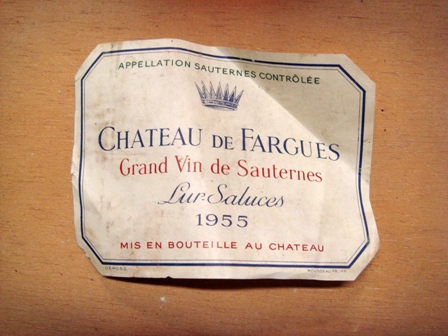 APPELLATION SAUTERNES CONTRÔLÉE
CHATEAU DE FARGUES
Grand Vin de Sauternes
Lur-Saluces
1955
MIS EN BOUTEILLE AU CHATEAU